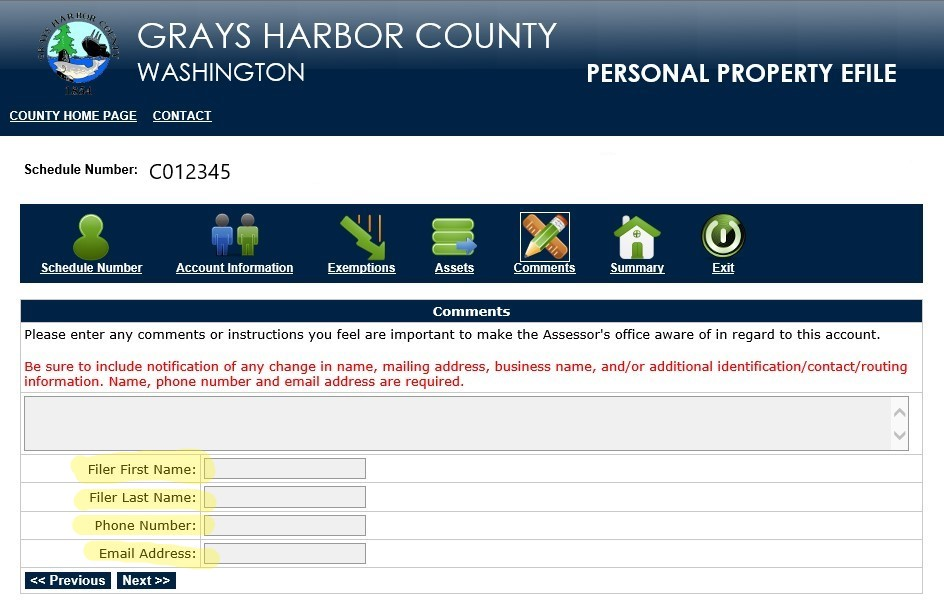 GRAYS HARBOR COUNTY
1854
GRAYS HARBOR COUNTY
WASHINGTON
PERSONAL PROPERTY EFILE
COUNTY HOME PAGE CONTACT
Schedule Number: C012345
Schedule Number Account Information Exemptions Assets Comments Summary Exit
Comments
Please enter any comments or instructions you feel are important to make the Assessor's office aware of in regard to this account.
Be sure to include notification of any change in name, mailing address, business name, and/or additional identification/contact/routing
information. Name, phone number and email address are required.
Filer First Name:
Filer Last Name:
Phone Number:
Email Address:
<< Previous Next >>